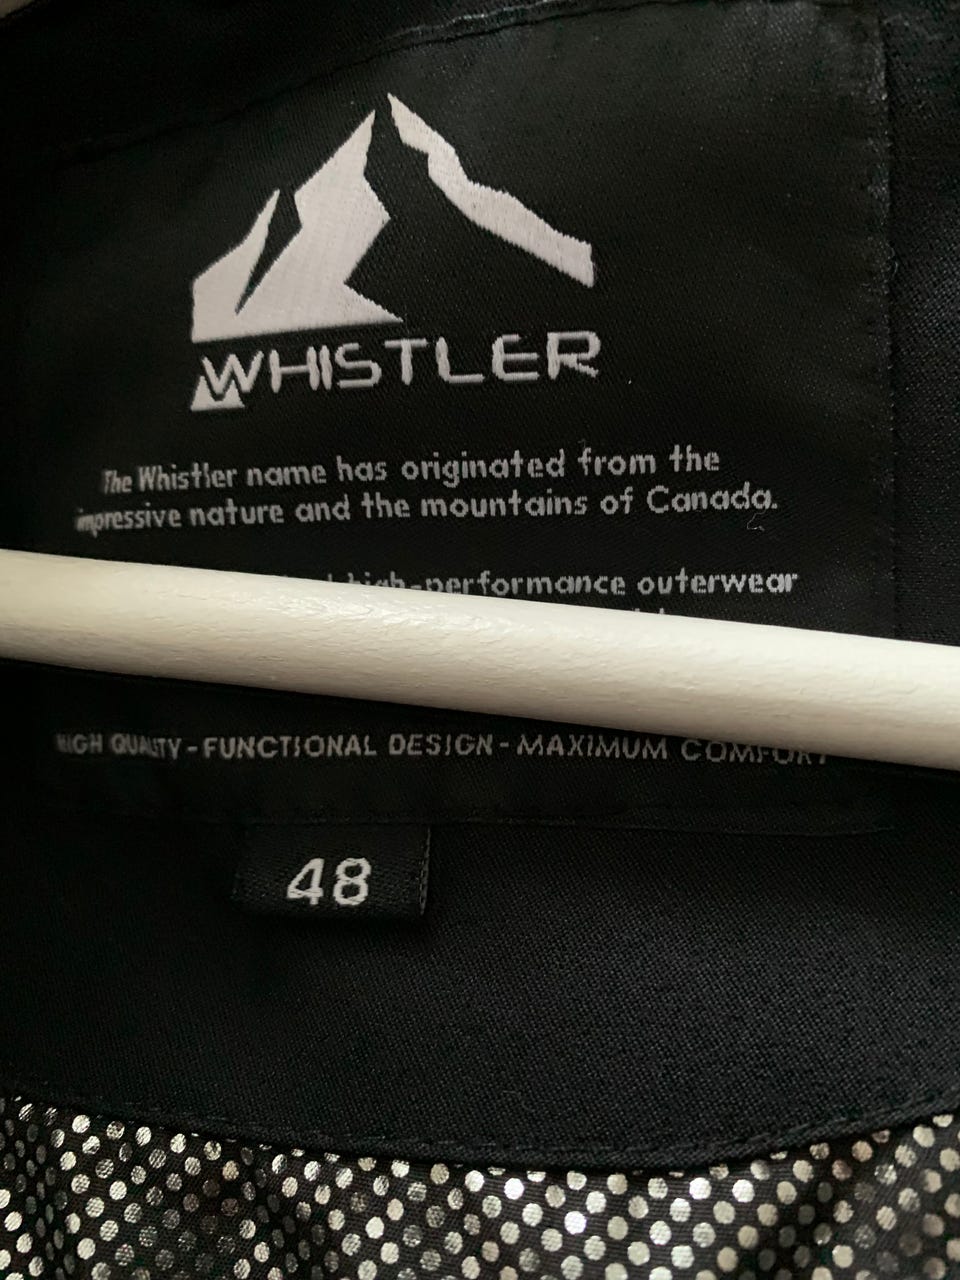 WHISTLER
The Whistler name has originated from the
impressive nature and the mountains of Canada.
high-performance outerwear
HIGH QUALITY - FUNCTIONAL DESIGN - MAXIMUM COMFORT
48